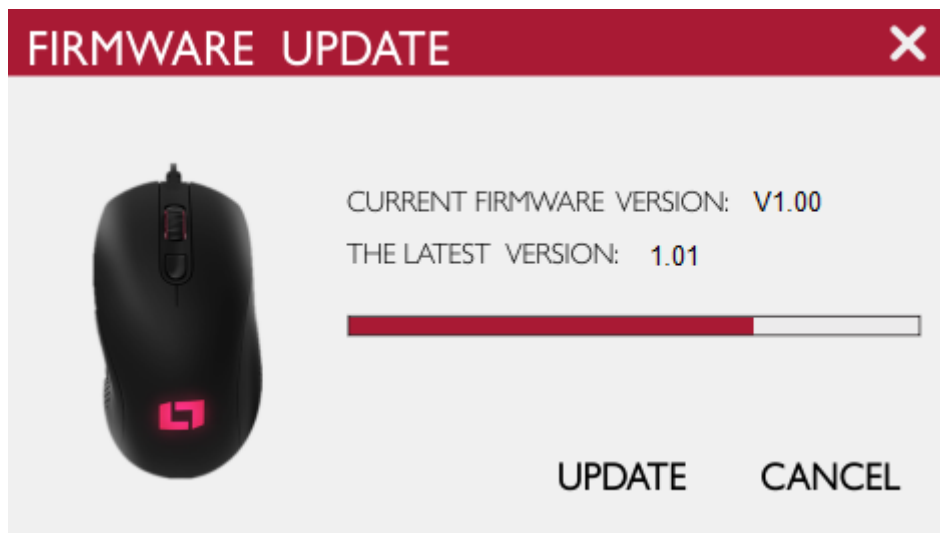 FIRMWARE UPDATE
CURRENT FIRMWARE VERSION: V1.00
THE LATEST VERSION: 1.01
UPDATE CANCEL